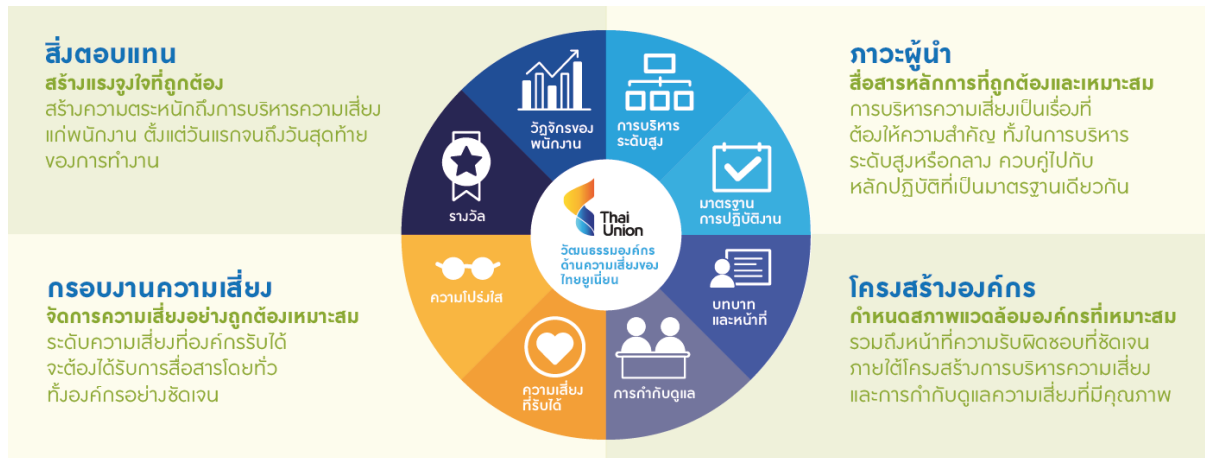 สิ่งตอบแทน
สร้างแรงจูงใจที่ถูกต้อง
สร้างความตระหนักถึงการบริหารความเสี่ยง
แก่พนักงาน ตั้งแต่วันแรกจนถึงวันสุดท้าย
ของการทำงาน
ภาวะผู้นำ
สื่อสารหลักการที่ถูกต้องและเหมาะสม
การบริหารความเสี่ยงเป็นเรื่องที่
ต้องให้ความสำคัญ ทั้งในการบริหาร
ระดับสูงหรือกลาง ควบคู่ไปกับ
หลักปฏิบัติที่เป็นมาตรฐานเดียวกัน
วัฏจักรของ
พนักงาน
การบริหาร
ระดับสูง
รางวัล
มาตรฐาน
การปฏิบัติงาน
Thai
Union
วัฒนธรรมองค์กร
ด้านความเสี่ยงของ
ไทยยูเนี่ยน
ความโปร่งใส
บทบาท
และหน้าที่
ความเสี่ยง
ที่รับได้
การกำกับดูแล
กรอบงานความเสี่ยง
จัดการความเสี่ยงอย่างถูกต้องเหมาะสม
ระดับความเสี่ยงที่องค์กรรับได้
จะต้องได้รับการสื่อสารโดยทั่ว
ทั้งองค์กรอย่างชัดเจน
โครงสร้างองค์กร
กำหนดสภาพแวดล้อมองค์กรที่เหมาะสม
รวมถึงหน้าที่ความรับผิดชอบที่ชัดเจน
ภายใต้โครงสร้างการบริหารความเสี่ยง
และการกำกับดูแลความเสี่ยงที่มีคุณภาพ